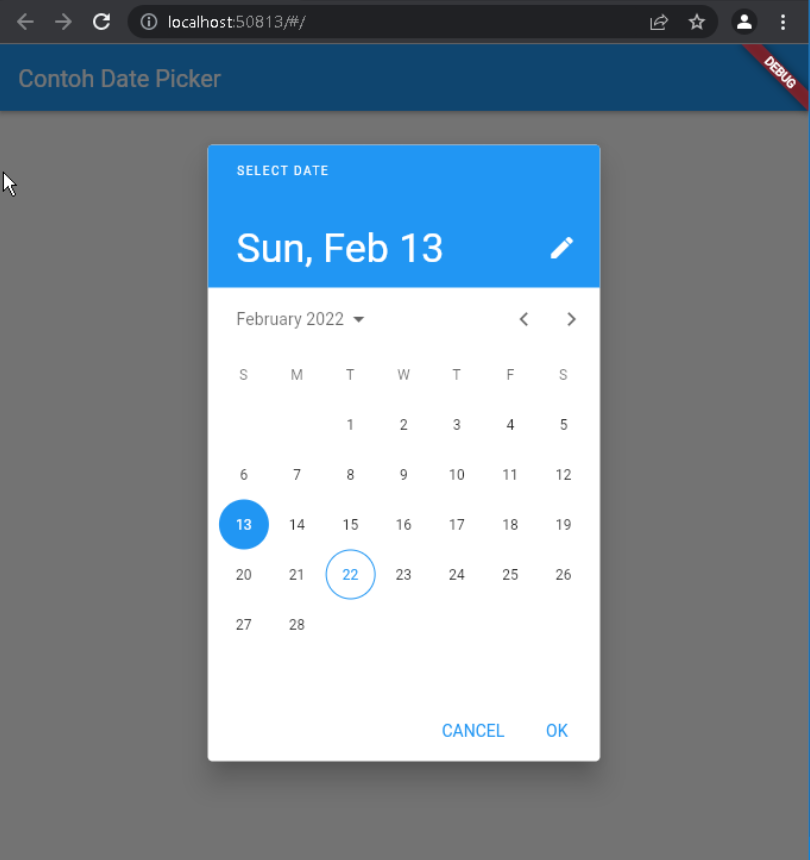 localhost:50813/#/
Contoh Date Picker
DEBUG
SELECT DATE
Sun, Feb 13
February 2022
S M T W T F S
1 2 3 4 5
6 7 8 9 10 11 12
13 14 15 16 17 18 19
20 21 22 23 24 25 26
27 28
CANCEL OK